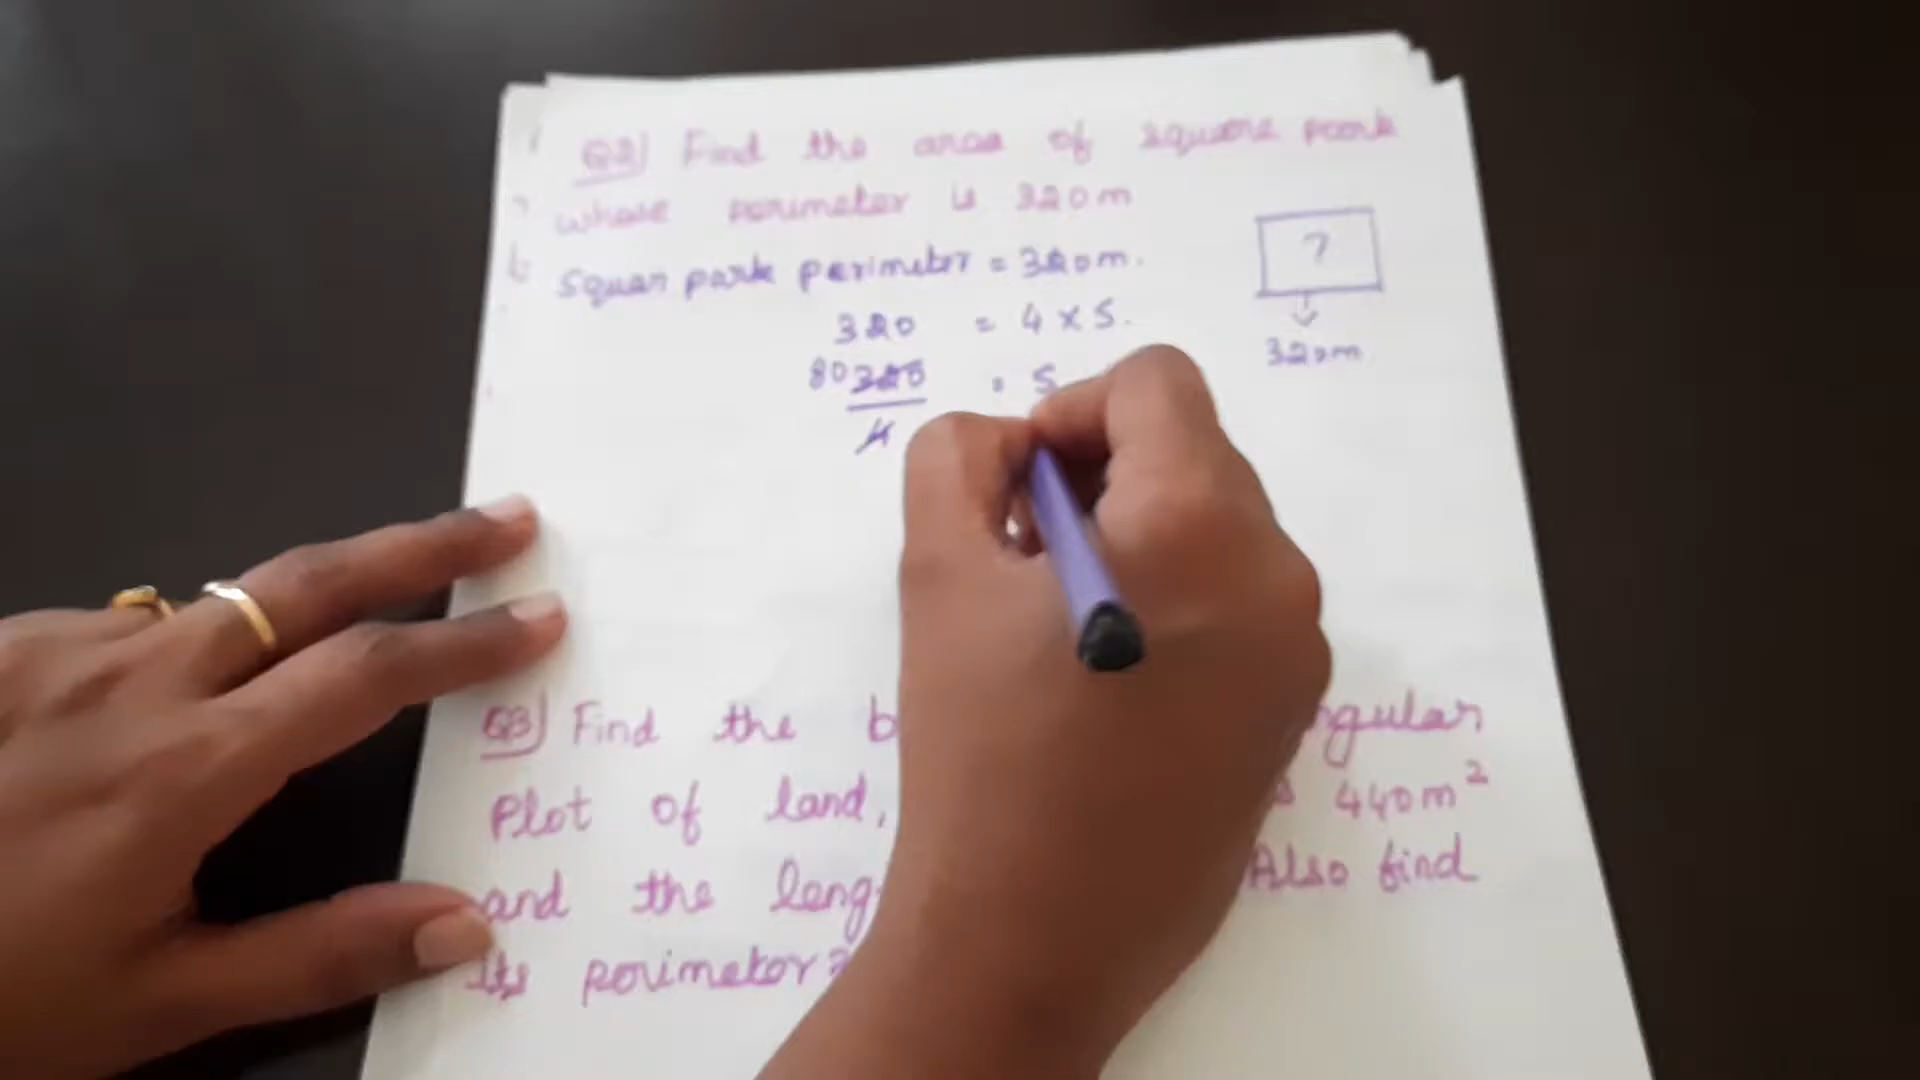 Q2) Find the area of square park
whose perimeter is 320m
?
Square park perimeter = 320m.
320 = 4 x S.
320m
80 320 = S
4
Q3) Find the b ngular
Plot of land, 440m²
and the leng Also find
its perimeter?